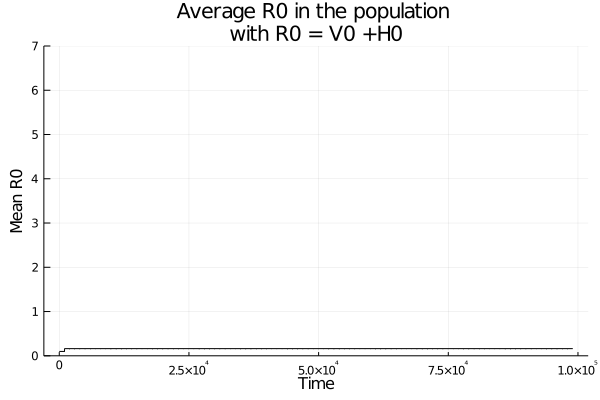 Average R0 in the population
with R0 = V0 +H0
7
6
5
4
3
2
1
0
Mean R0
0 2.5×10⁴ 5.0×10⁴ 7.5×10⁴ 1.0×10⁵
Time